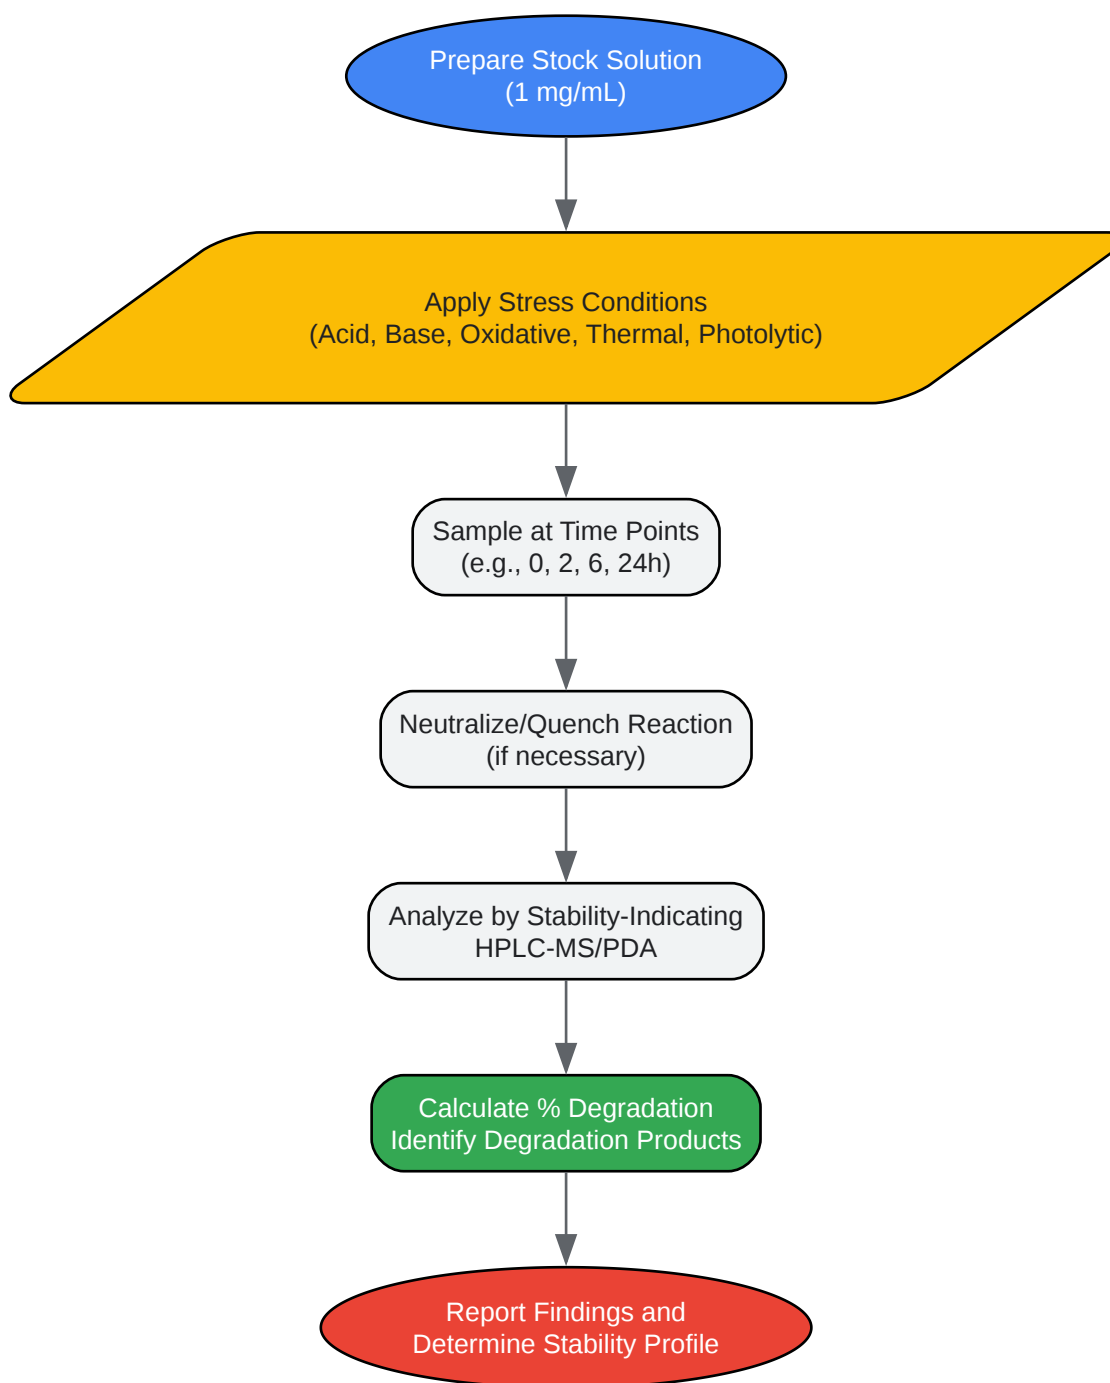 Prepare Stock Solution
(1 mg/mL)
Apply Stress Conditions
(Acid, Base, Oxidative, Thermal, Photolytic)
Sample at Time Points
(e.g., 0, 2, 6, 24h)
Neutralize/Quench Reaction
(if necessary)
Analyze by Stability-Indicating
HPLC-MS/PDA
Calculate % Degradation
Identify Degradation Products
Report Findings and
Determine Stability Profile